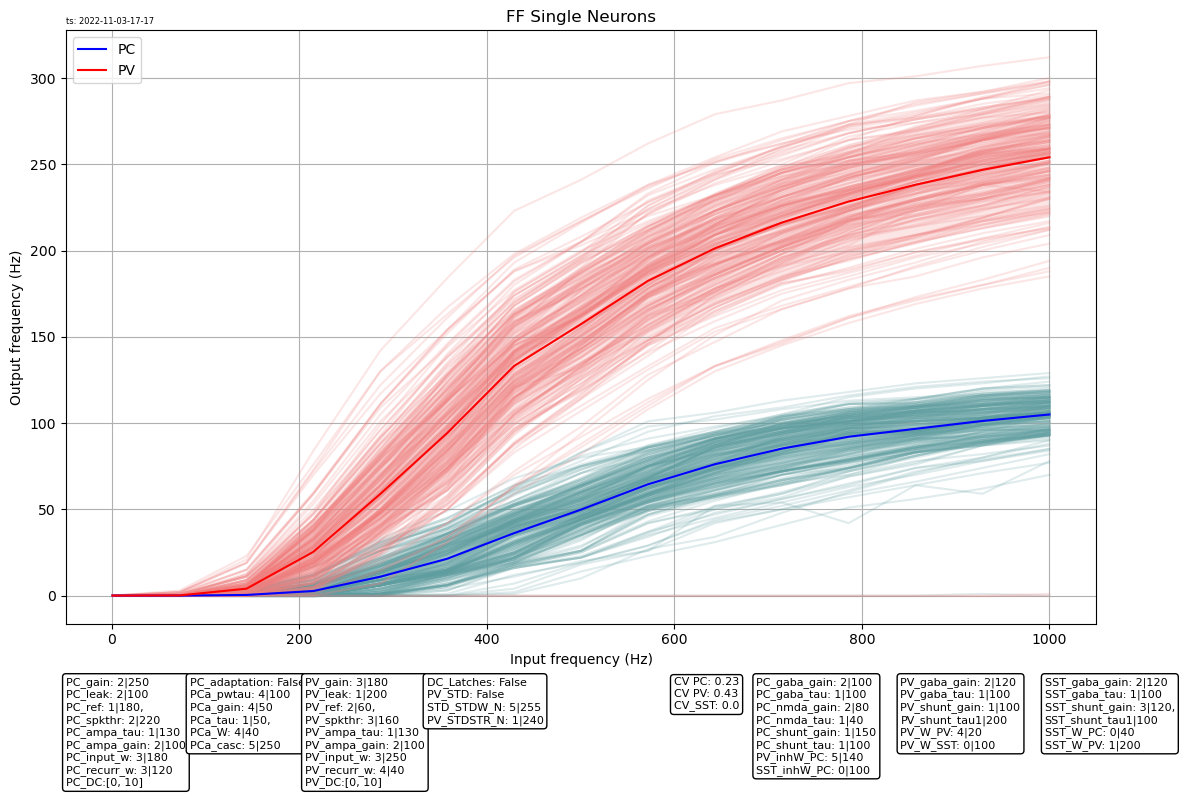 ts: 2022-11-03-17-17
FF Single Neurons
PC
PV
300
250
200
150
100
50
0
Output frequency (Hz)
0
200
400
600
800
1000
Input frequency (Hz)
PC_gain: 2|250
PC_leak: 2|100
PC_ref: 1|180,
PC_spkthr: 2|220
PC_ampa_tau: 1|130
PC_ampa_gain: 2|100
PC_input_w: 3|180
PC_recurr_w: 3|120
PC_DC:[0, 10]
PC_adaptation: False
PCa_pwtau: 4|100
PCa_gain: 4|50
PCa_tau: 1|50,
PCa_W: 4|40
PCa_casc: 5|250
PV_gain: 3|180
PV_leak: 1|200
PV_ref: 2|60,
PV_spkthr: 3|160
PV_ampa_tau: 1|130
PV_ampa_gain: 2|100
PV_input_w: 3|250
PV_recurr_w: 4|40
PV_DC:[0, 10]
DC_Latches: False
PV_STD: False
STD_STDW_N: 5|255
PV_STDSTR_N: 1|240
CV PC: 0.23
CV PV: 0.43
CV_SST: 0.0
PC_gaba_gain: 2|100
PC_gaba_tau: 1|100
PC_nmda_gain: 2|80
PC_nmda_tau: 1|40
PC_shunt_gain: 1|150
PC_shunt_tau: 1|100
PV_inhW_PC: 5|140
SST_inhW_PC: 0|100
PV_gaba_gain: 2|120
PV_gaba_tau: 1|100
PV_shunt_gain: 1|100
PV_shunt_tau1|200
PV_W_PV: 4|20
PV_W_SST: 0|100
SST_gaba_gain: 2|120
SST_gaba_tau: 1|100
SST_shunt_gain: 3|120,
SST_shunt_tau1|100
SST_W_PC: 0|40
SST_W_PV: 1|200